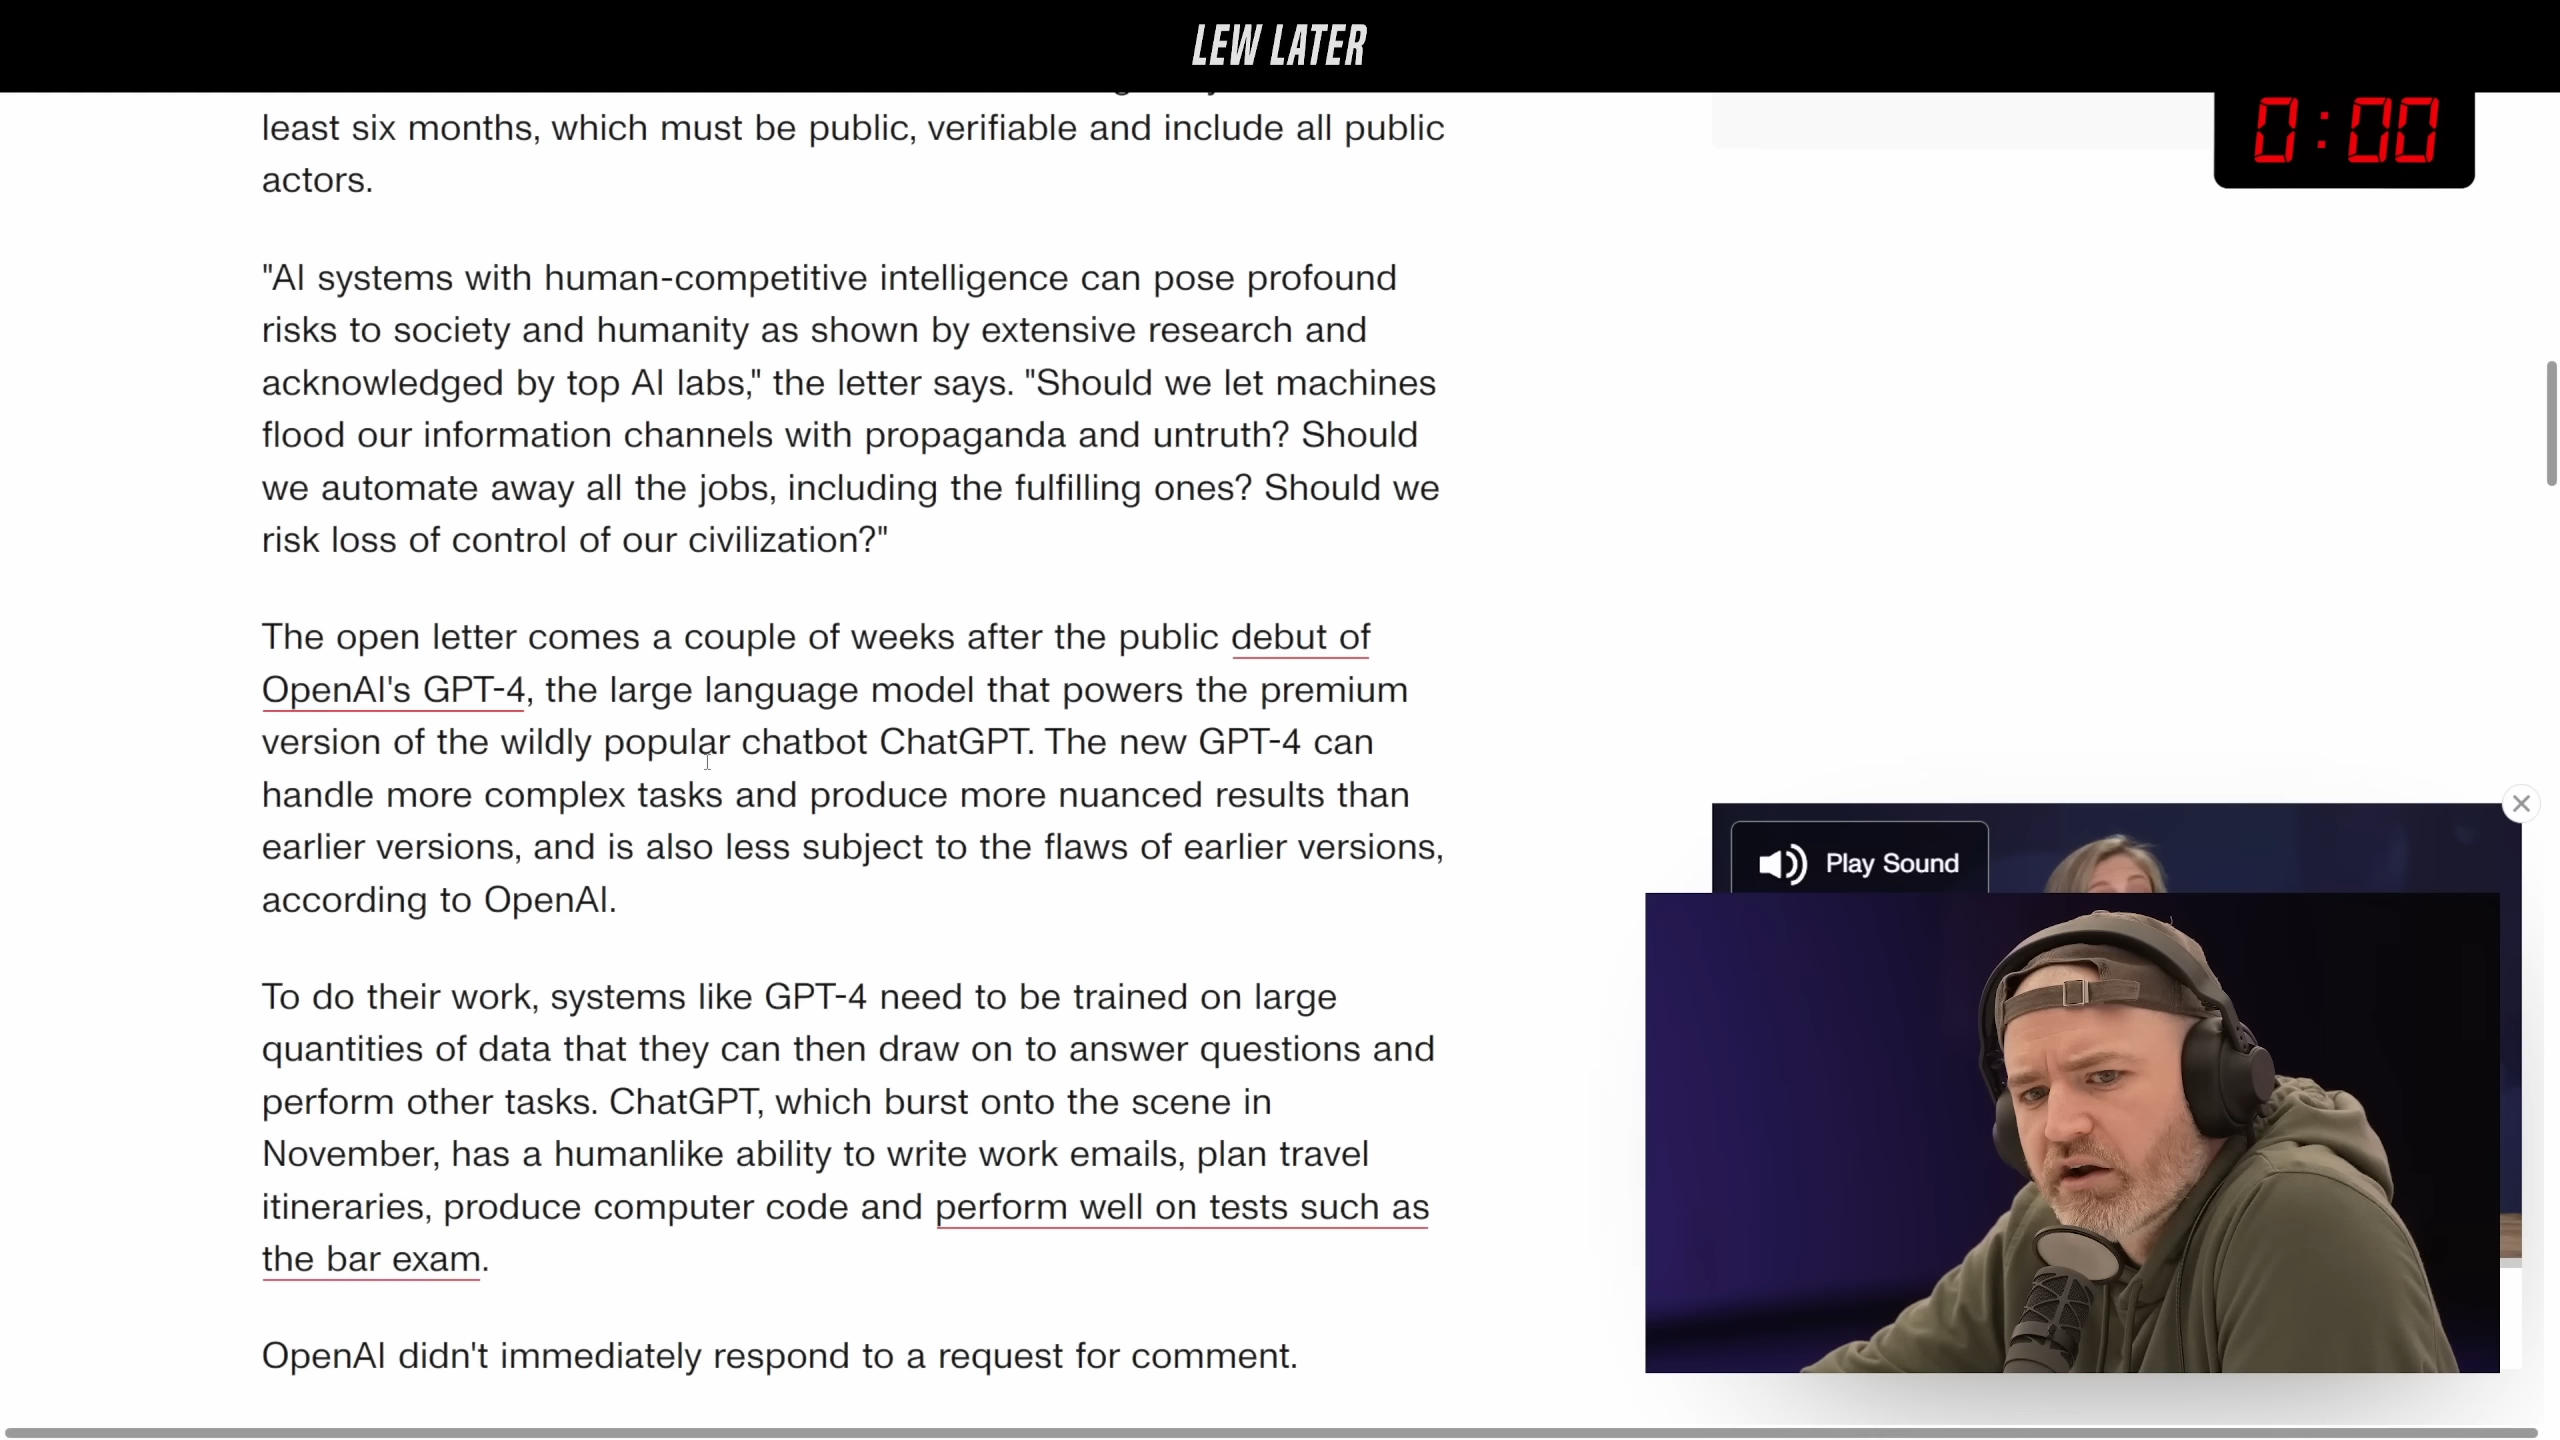 LEW LATER
0:00
least six months, which must be public, verifiable and include all public
actors.
"AI systems with human-competitive intelligence can pose profound
risks to society and humanity as shown by extensive research and
acknowledged by top AI labs," the letter says. "Should we let machines
flood our information channels with propaganda and untruth? Should
we automate away all the jobs, including the fulfilling ones? Should we
risk loss of control of our civilization?"
The open letter comes a couple of weeks after the public debut of
OpenAI's GPT-4, the large language model that powers the premium
version of the wildly popular chatbot ChatGPT. The new GPT-4 can
handle more complex tasks and produce more nuanced results than
earlier versions, and is also less subject to the flaws of earlier versions,
according to OpenAI.
To do their work, systems like GPT-4 need to be trained on large
quantities of data that they can then draw on to answer questions and
perform other tasks. ChatGPT, which burst onto the scene in
November, has a humanlike ability to write work emails, plan travel
itineraries, produce computer code and perform well on tests such as
the bar exam.
OpenAI didn't immediately respond to a request for comment.
Play Sound